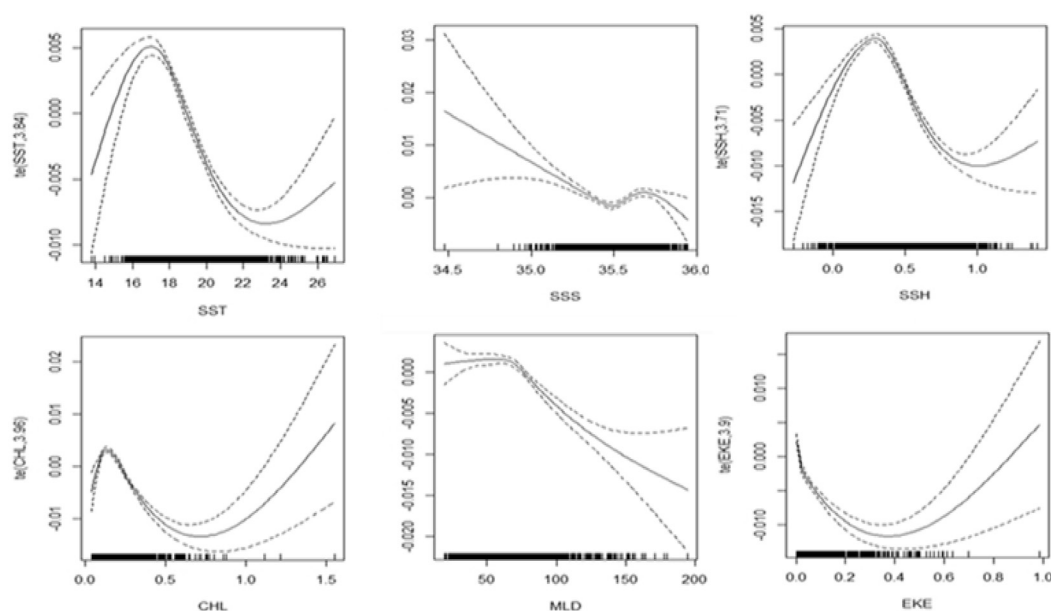 te(SST,3.84)
0.005
0.000
-0.005
-0.010
14 16 18 20 22 24 26
SST
0.03
0.02
0.01
0.00
34.5 35.0 35.5 36.0
SSS
te(SSH,3.71)
0.005
0.000
-0.005
-0.010
-0.015
0.0 0.5 1.0
SSH
te(CHL,3.96)
0.02
0.01
0.00
-0.01
0.0 0.5 1.0 1.5
CHL
0.000
-0.005
-0.010
-0.015
-0.020
50 100 150 200
MLD
te(EKE,3.9)
0.010
0.000
-0.010
0.0 0.2 0.4 0.6 0.8 1.0
EKE